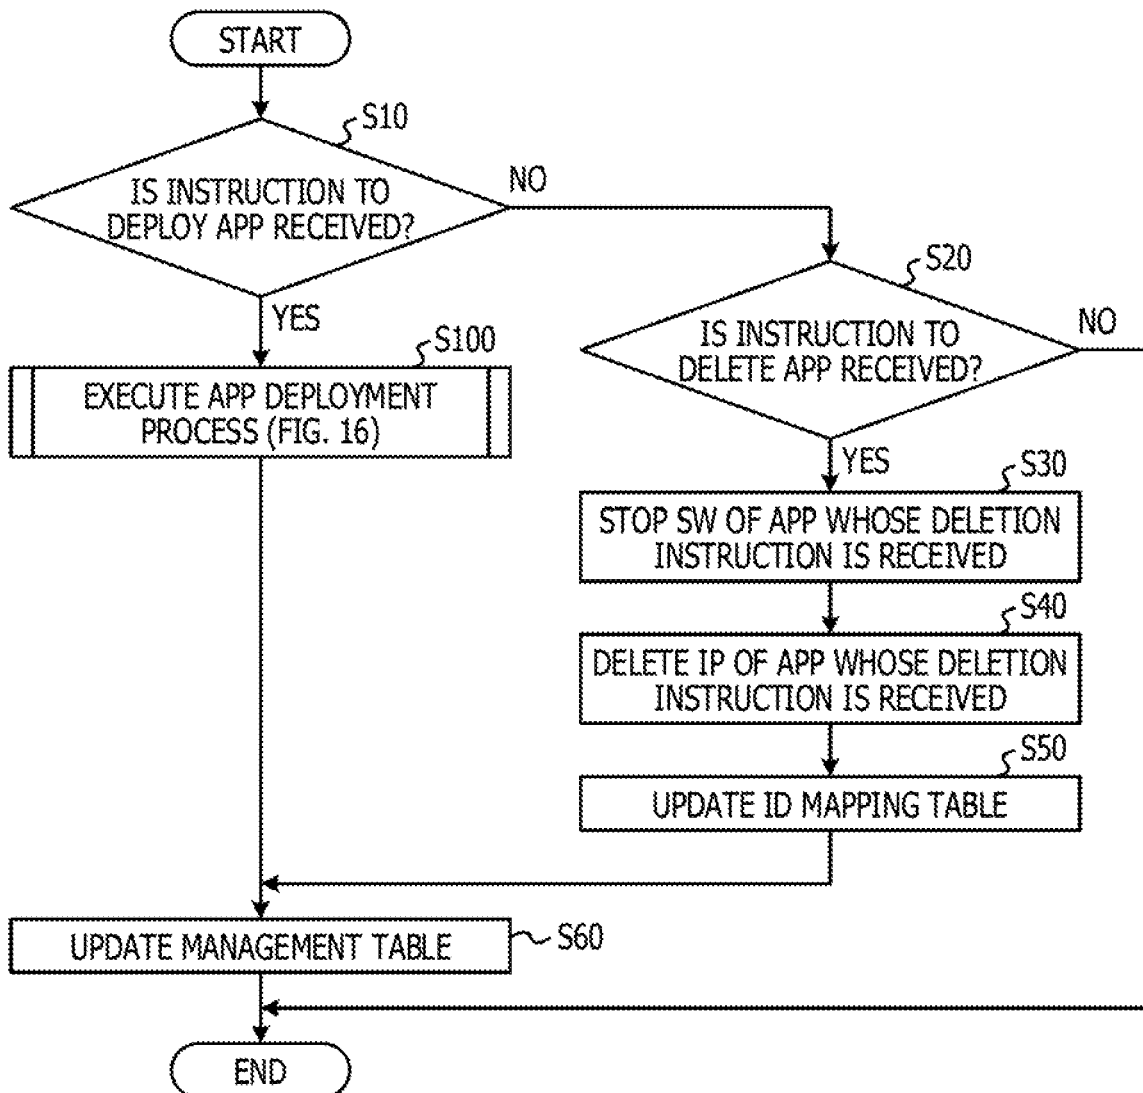 START
S10
IS INSTRUCTION TO
DEPLOY APP RECEIVED?
NO
YES
S20
IS INSTRUCTION TO
DELETE APP RECEIVED?
NO
YES
S100
EXECUTE APP DEPLOYMENT
PROCESS (FIG. 16)
S30
STOP SW OF APP WHOSE DELETION
INSTRUCTION IS RECEIVED
S40
DELETE IP OF APP WHOSE DELETION
INSTRUCTION IS RECEIVED
S50
UPDATE ID MAPPING TABLE
UPDATE MANAGEMENT TABLE
S60
END